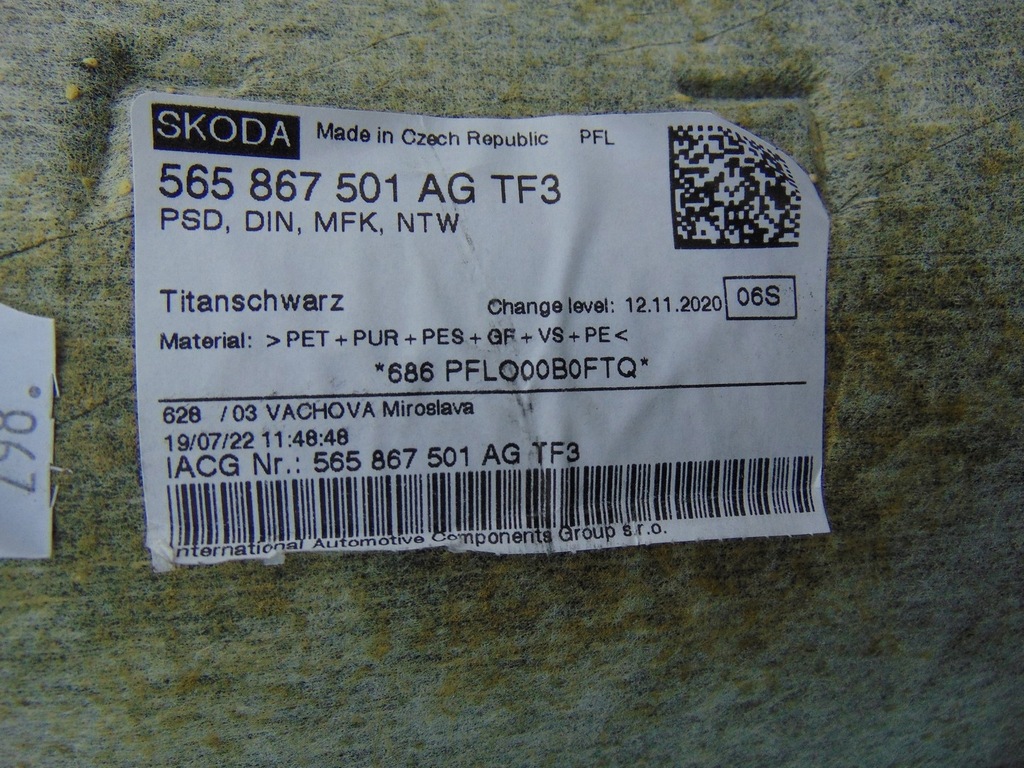 SKODA Made in Czech Republic PFL
565 867 501 AG TF3
PSD, DIN, MFK, NTW
Titanschwarz Change level: 12.11.2020 06S
Material: >PET+PUR+PES+GF+VS+PE<
*686 PFLO00B0FTQ*
628 /03 VACHOVA Miroslava
19/07/22 11:48:48
IACG Nr.: 565 867 501 AG TF3
International Automotive Components Group s.r.o.
867.